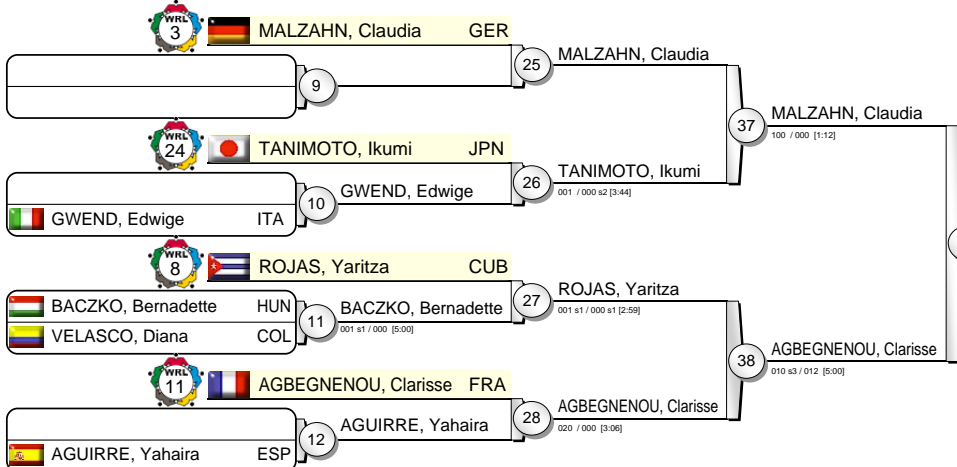 WRL
3
MALZAHN, Claudia GER
9
25
MALZAHN, Claudia
37
MALZAHN, Claudia
100 / 000 [1:12]
WRL
24
TANIMOTO, Ikumi JPN
GWEND, Edwige ITA
10
GWEND, Edwige
26
TANIMOTO, Ikumi
001 / 000 s2 [3:44]
WRL
8
ROJAS, Yaritza CUB
BACZKO, Bernadette HUN
VELASCO, Diana COL
11
BACZKO, Bernadette
001 s1 / 000 [5:00]
27
ROJAS, Yaritza
001 s1 / 000 s1 [2:59]
38
AGBEGNENOU, Clarisse
010 s3 / 012 [5:00]
WRL
11
AGBEGNENOU, Clarisse FRA
AGUIRRE, Yahaira ESP
12
AGUIRRE, Yahaira
28
AGBEGNENOU, Clarisse
020 / 000 [3:06]